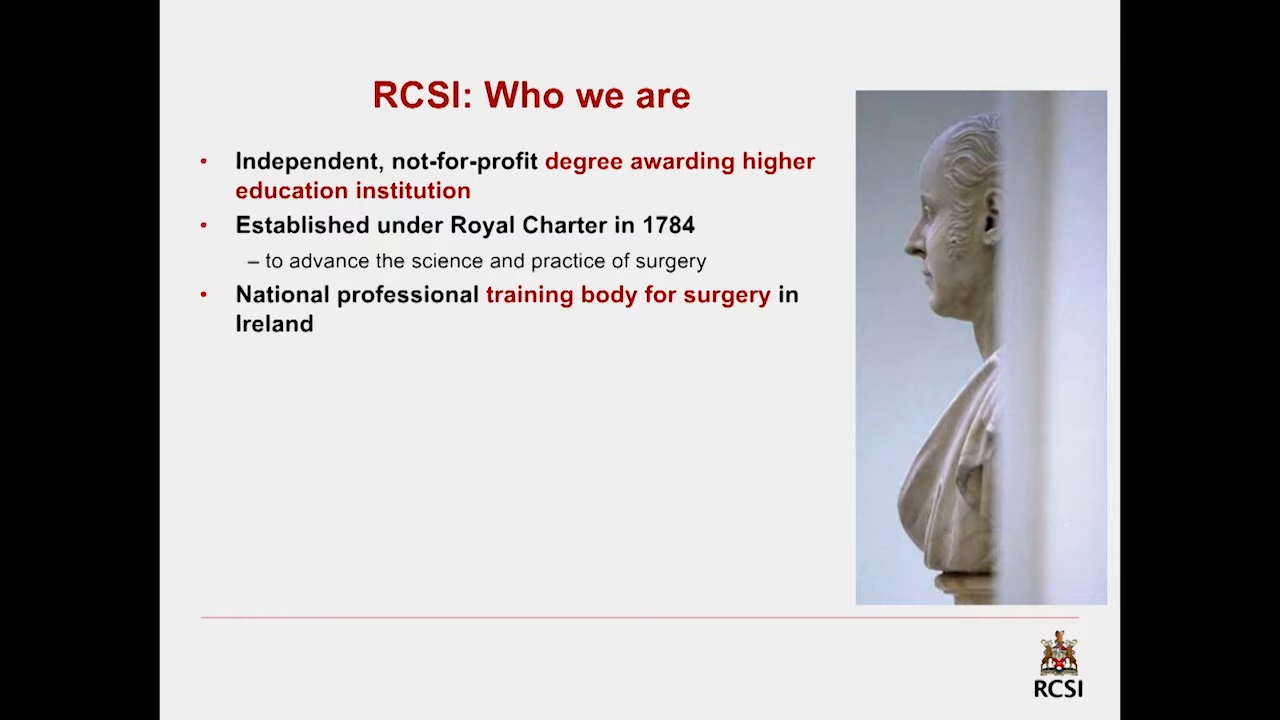 RCSI: Who we are
• Independent, not-for-profit degree awarding higher
education institution
• Established under Royal Charter in 1784
– to advance the science and practice of surgery
• National professional training body for surgery in
Ireland
RCSI